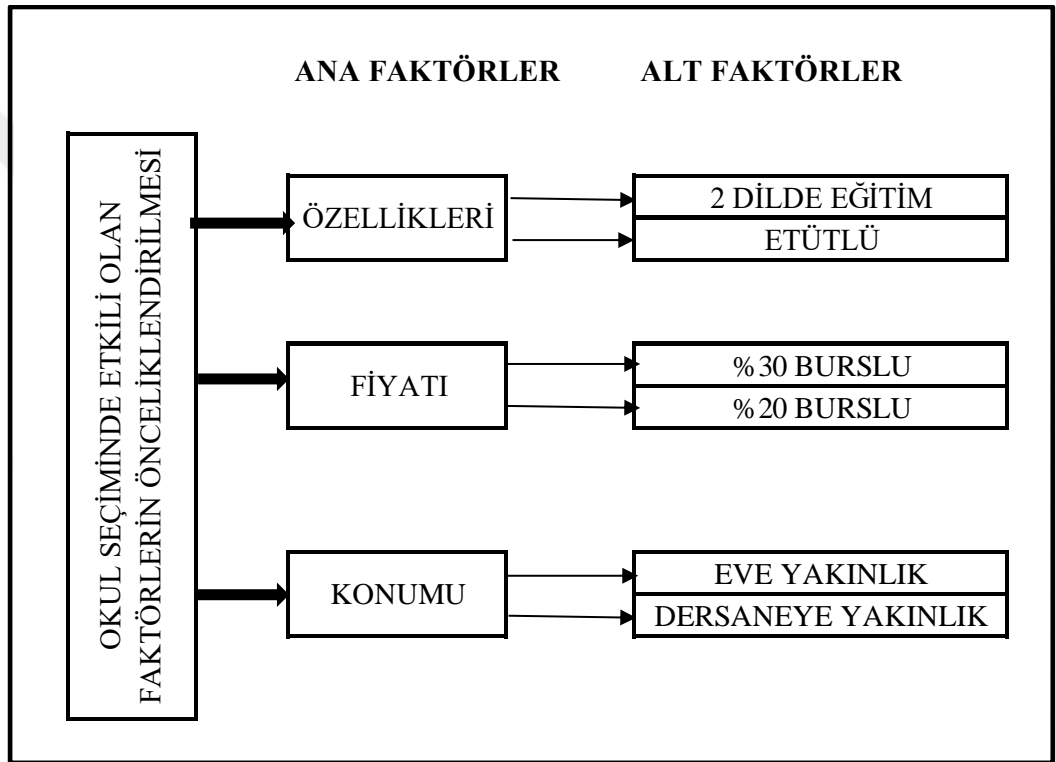 ANA FAKTÖRLER
ALT FAKTÖRLER
OKUL SEÇİMİNDE ETKİLİ OLAN
FAKTÖRLERİN ÖNCELİKLENDİRİLMESİ
ÖZELLİKLERİ
2 DİLDE EĞİTİM
ETÜTLÜ
FİYATI
%30 BURSLU
%20 BURSLU
KONUMU
EVE YAKINLIK
DERSANEYE YAKINLIK